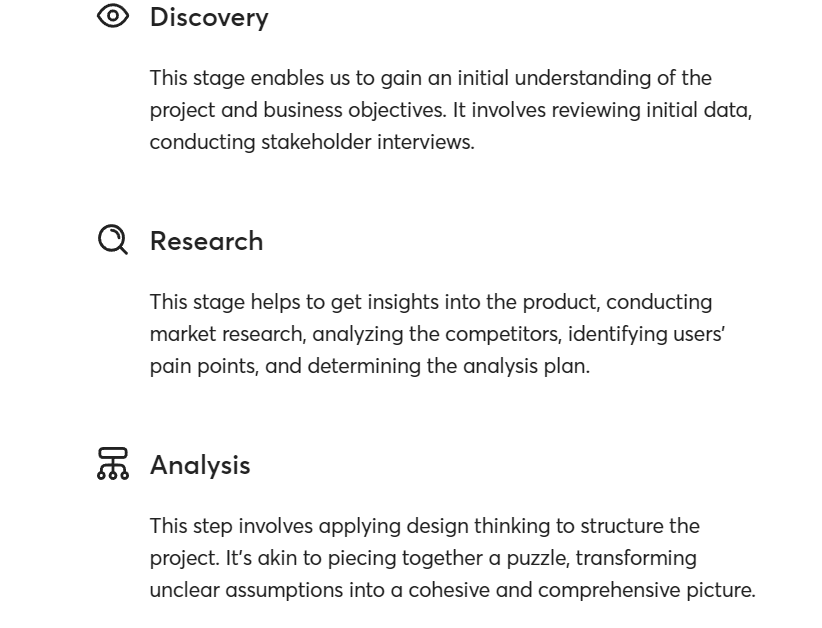 Discovery
This stage enables us to gain an initial understanding of the
project and business objectives. It involves reviewing initial data,
conducting stakeholder interviews.
Research
This stage helps to get insights into the product, conducting
market research, analyzing the competitors, identifying users’
pain points, and determining the analysis plan.
Analysis
This step involves applying design thinking to structure the
project. It’s akin to piecing together a puzzle, transforming
unclear assumptions into a cohesive and comprehensive picture.